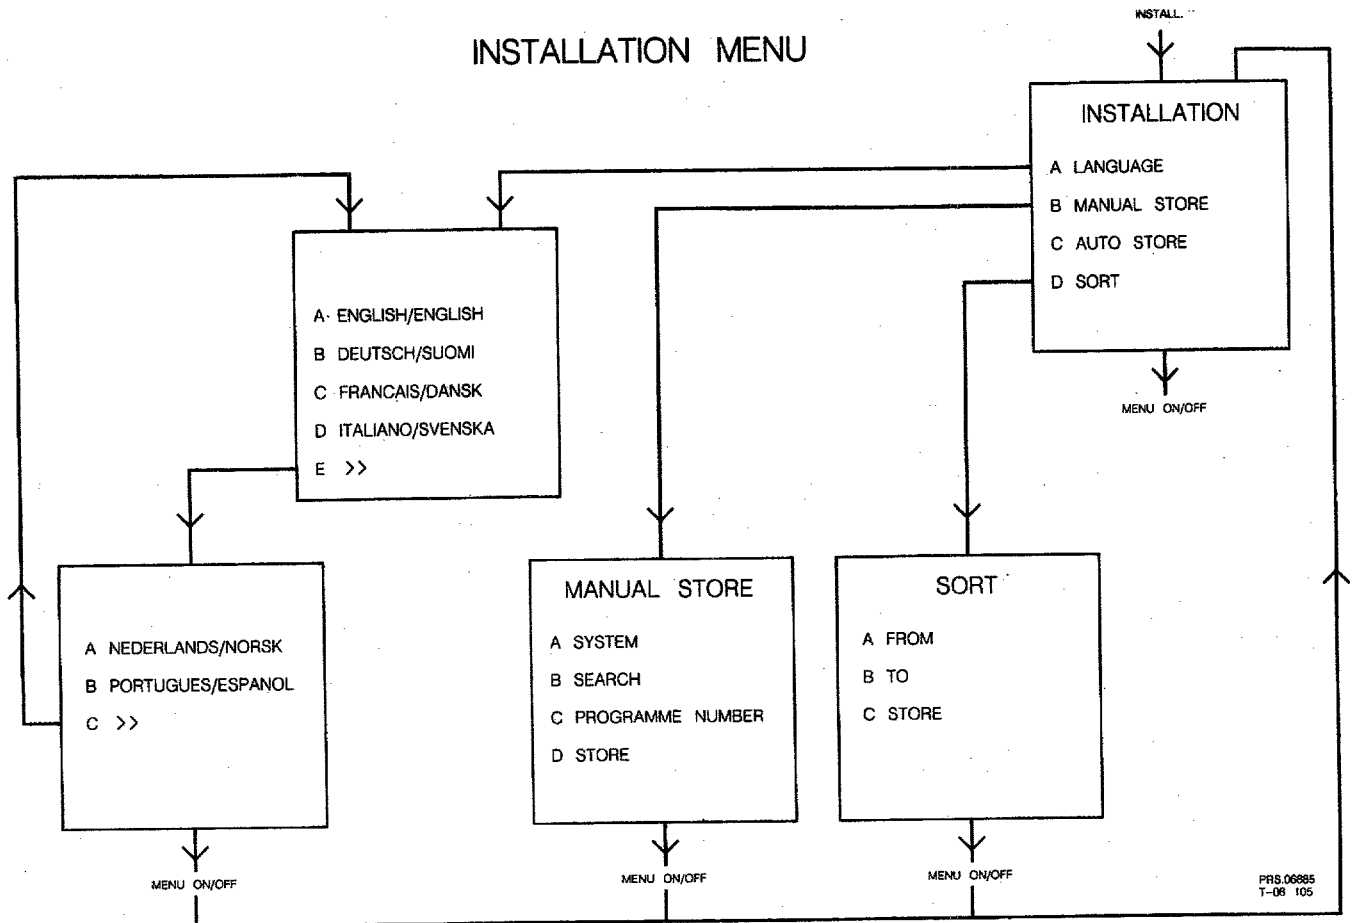 INSTALL.
INSTALLATION MENU
INSTALLATION
A LANGUAGE
B MANUAL STORE
C AUTO STORE
D SORT
MENU ON/OFF
A ENGLISH/ENGLISH
B DEUTSCH/SUOMI
C FRANCAIS/DANSK
D ITALIANO/SVENSKA
E >>
A NEDERLANDS/NORSK
B PORTUGUES/ESPANOL
C >>
MENU ON/OFF
MANUAL STORE
A SYSTEM
B SEARCH
C PROGRAMME NUMBER
D STORE
MENU ON/OFF
SORT
A FROM
B TO
C STORE
MENU ON/OFF
PRS.06885
T-06 105